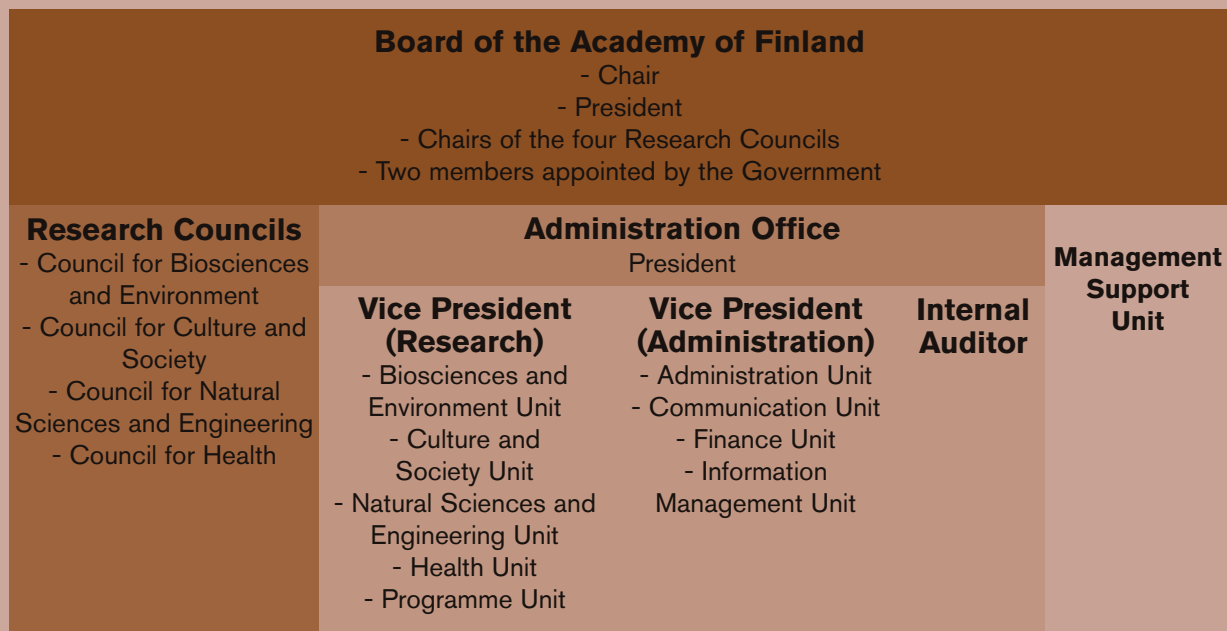 Board of the Academy of Finland
- Chair
- President
- Chairs of the four Research Councils
- Two members appointed by the Government
Research Councils
- Council for Biosciences
and Environment
- Council for Culture and
Society
- Council for Natural
Sciences and Engineering
- Council for Health
Administration Office
President
Vice President
(Research)
- Biosciences and
Environment Unit
- Culture and
Society Unit
- Natural Sciences and
Engineering Unit
- Health Unit
- Programme Unit
Vice President
(Administration)
- Administration Unit
- Communication Unit
- Finance Unit
- Information
Management Unit
Internal
Auditor
Management
Support
Unit